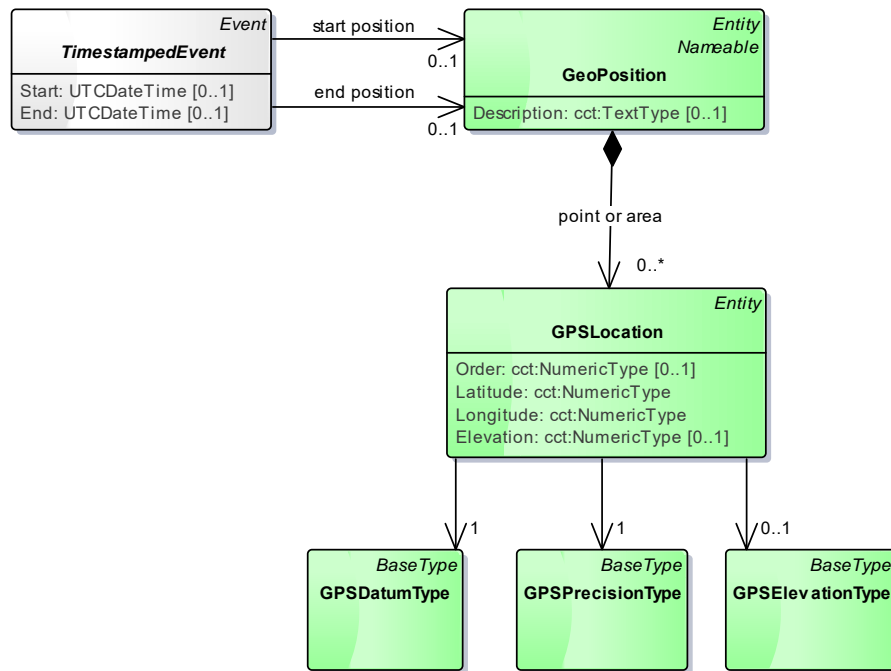 Event
TimestampedEvent
Start: UTCDateTime [0..1]
End: UTCDateTime [0..1]
start position
0..1
end position
0..1
Entity
Nameable
GeoPosition
Description: cct:TextType [0..1]
point or area
0..*
Entity
GPSLocation
Order: cct:NumericType [0..1]
Latitude: cct:NumericType
Longitude: cct:NumericType
Elevation: cct:NumericType [0..1]
1
1
0..1
BaseType
GPSDatumType
BaseType
GPSPrecisionType
BaseType
GPSElevationType